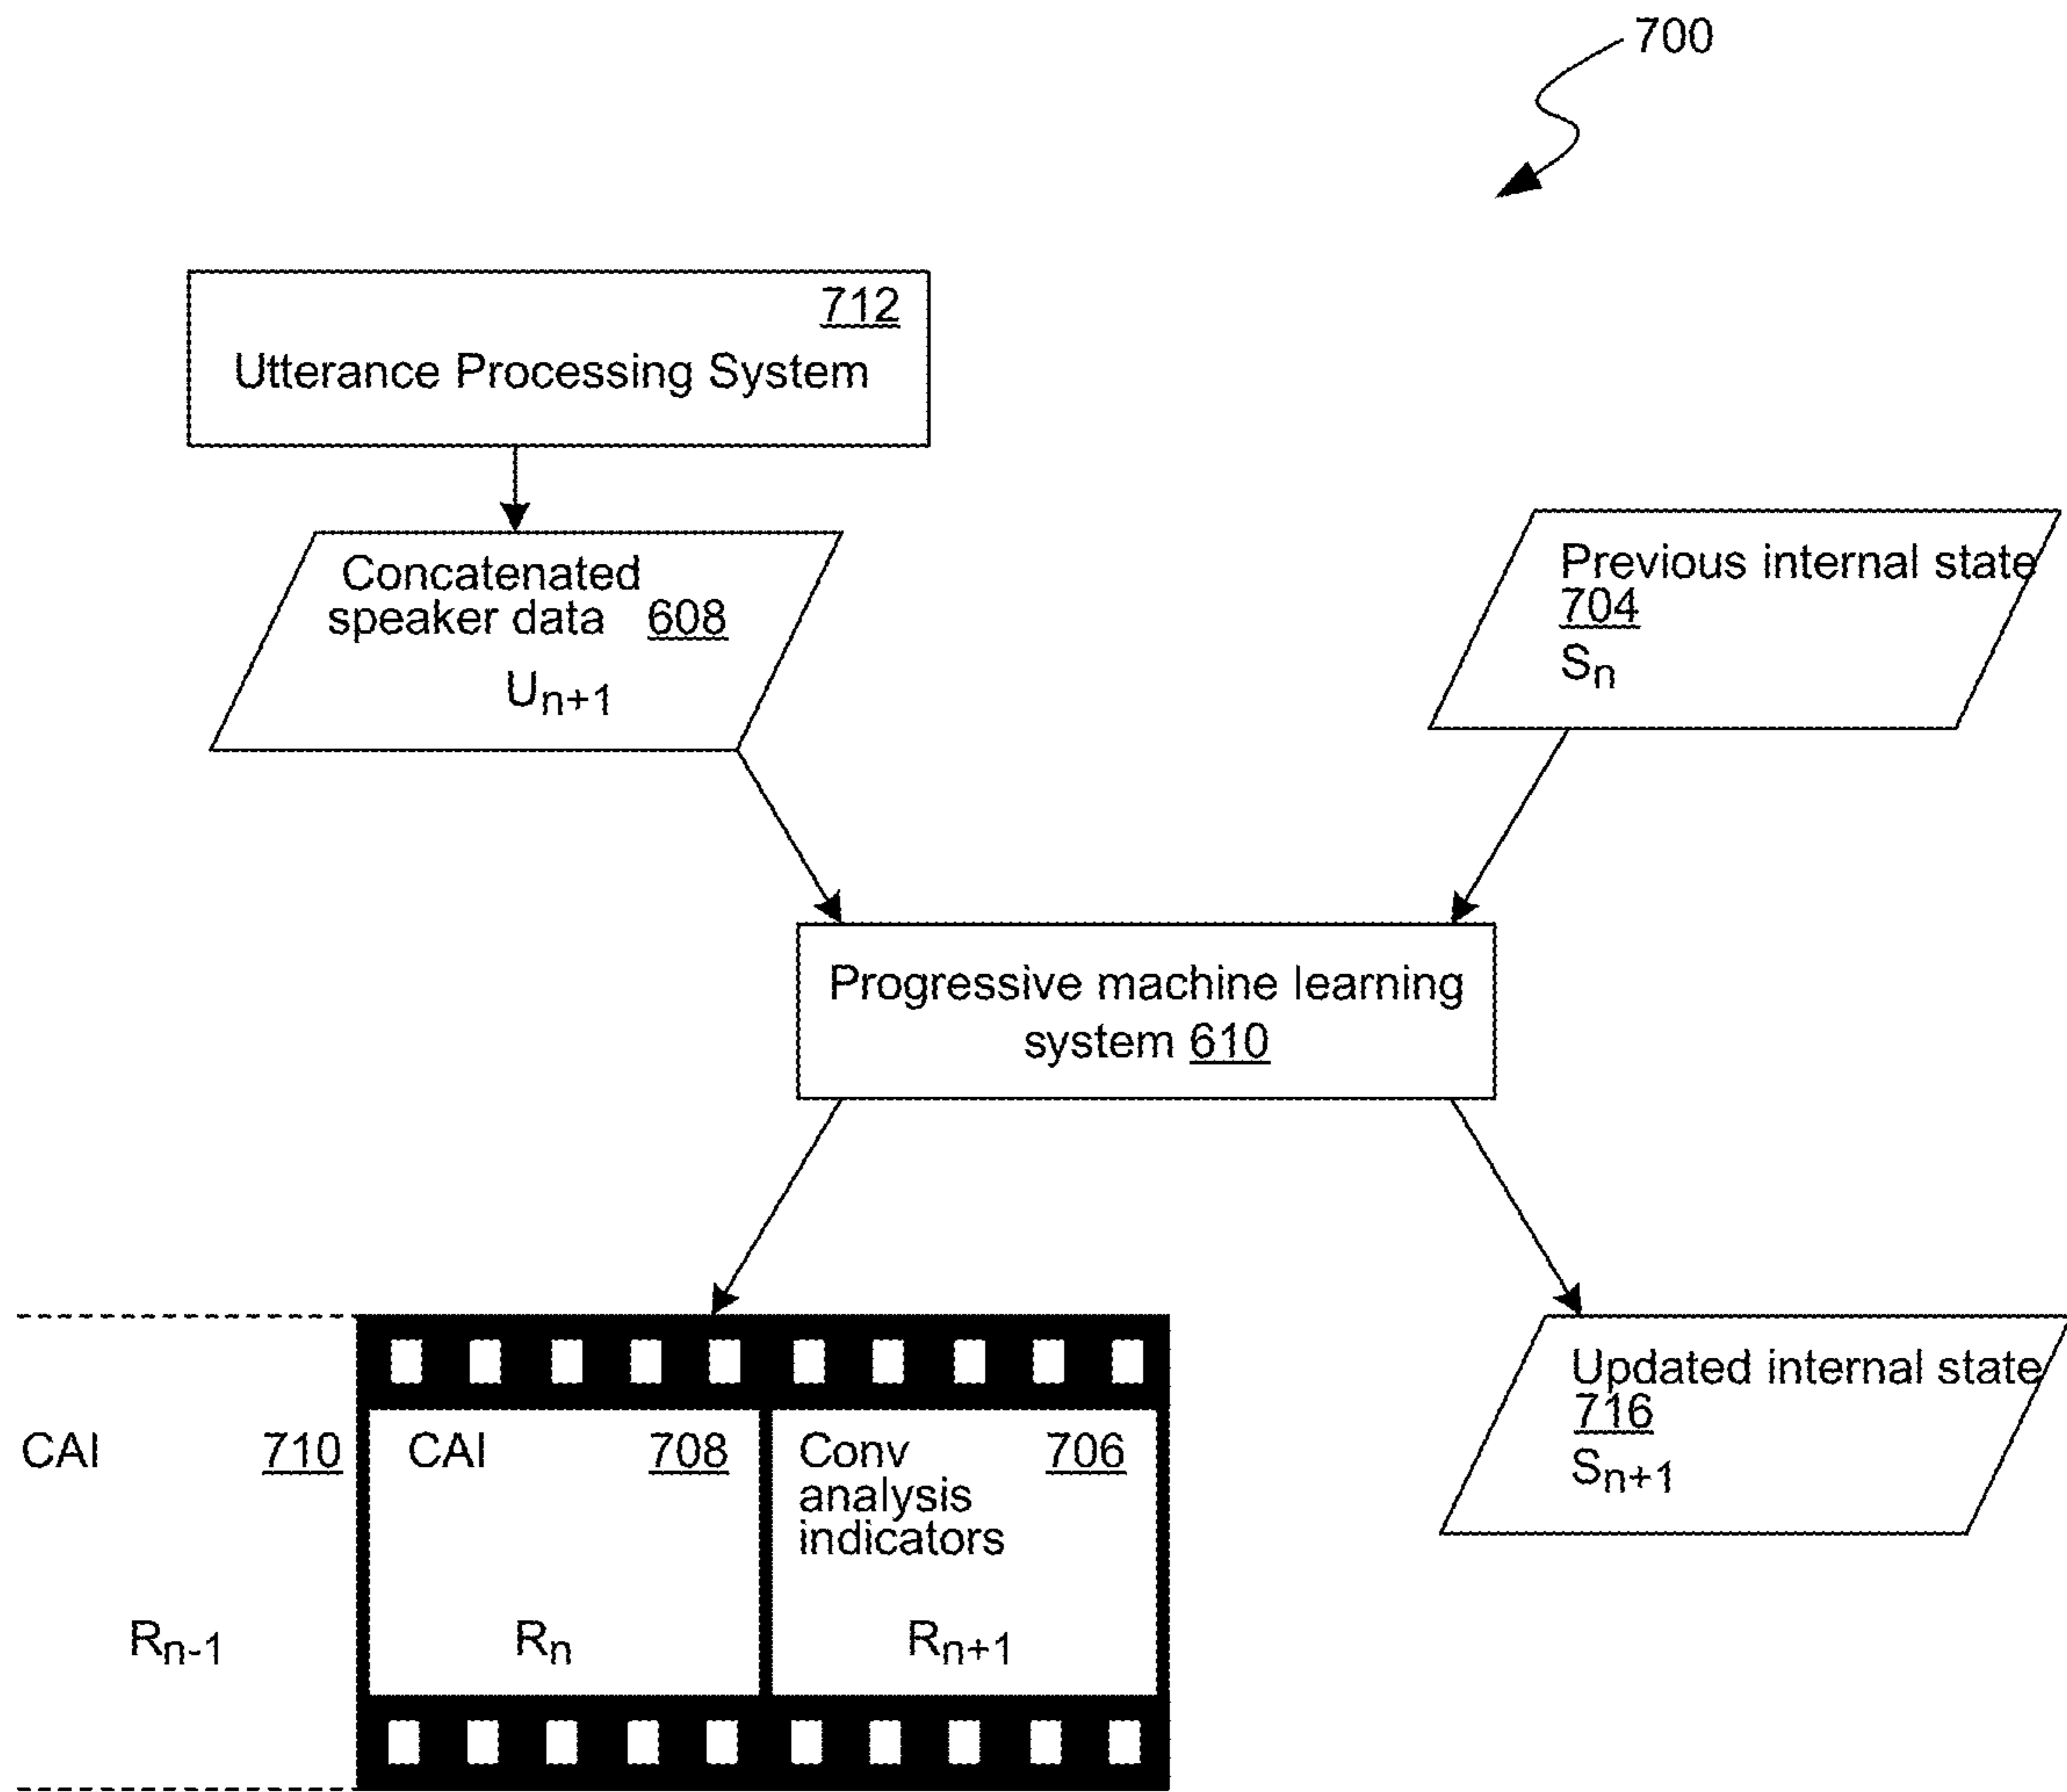 700
712
Utterance Processing System
Concatenated
speaker data 608
Un+1
Previous internal state
704
Sn
Progressive machine learning
system 610
CAI 710
Rn-1
CAI 708
Rn
Conv 706
analysis
indicators
Rn+1
Updated internal state
716
Sn+1